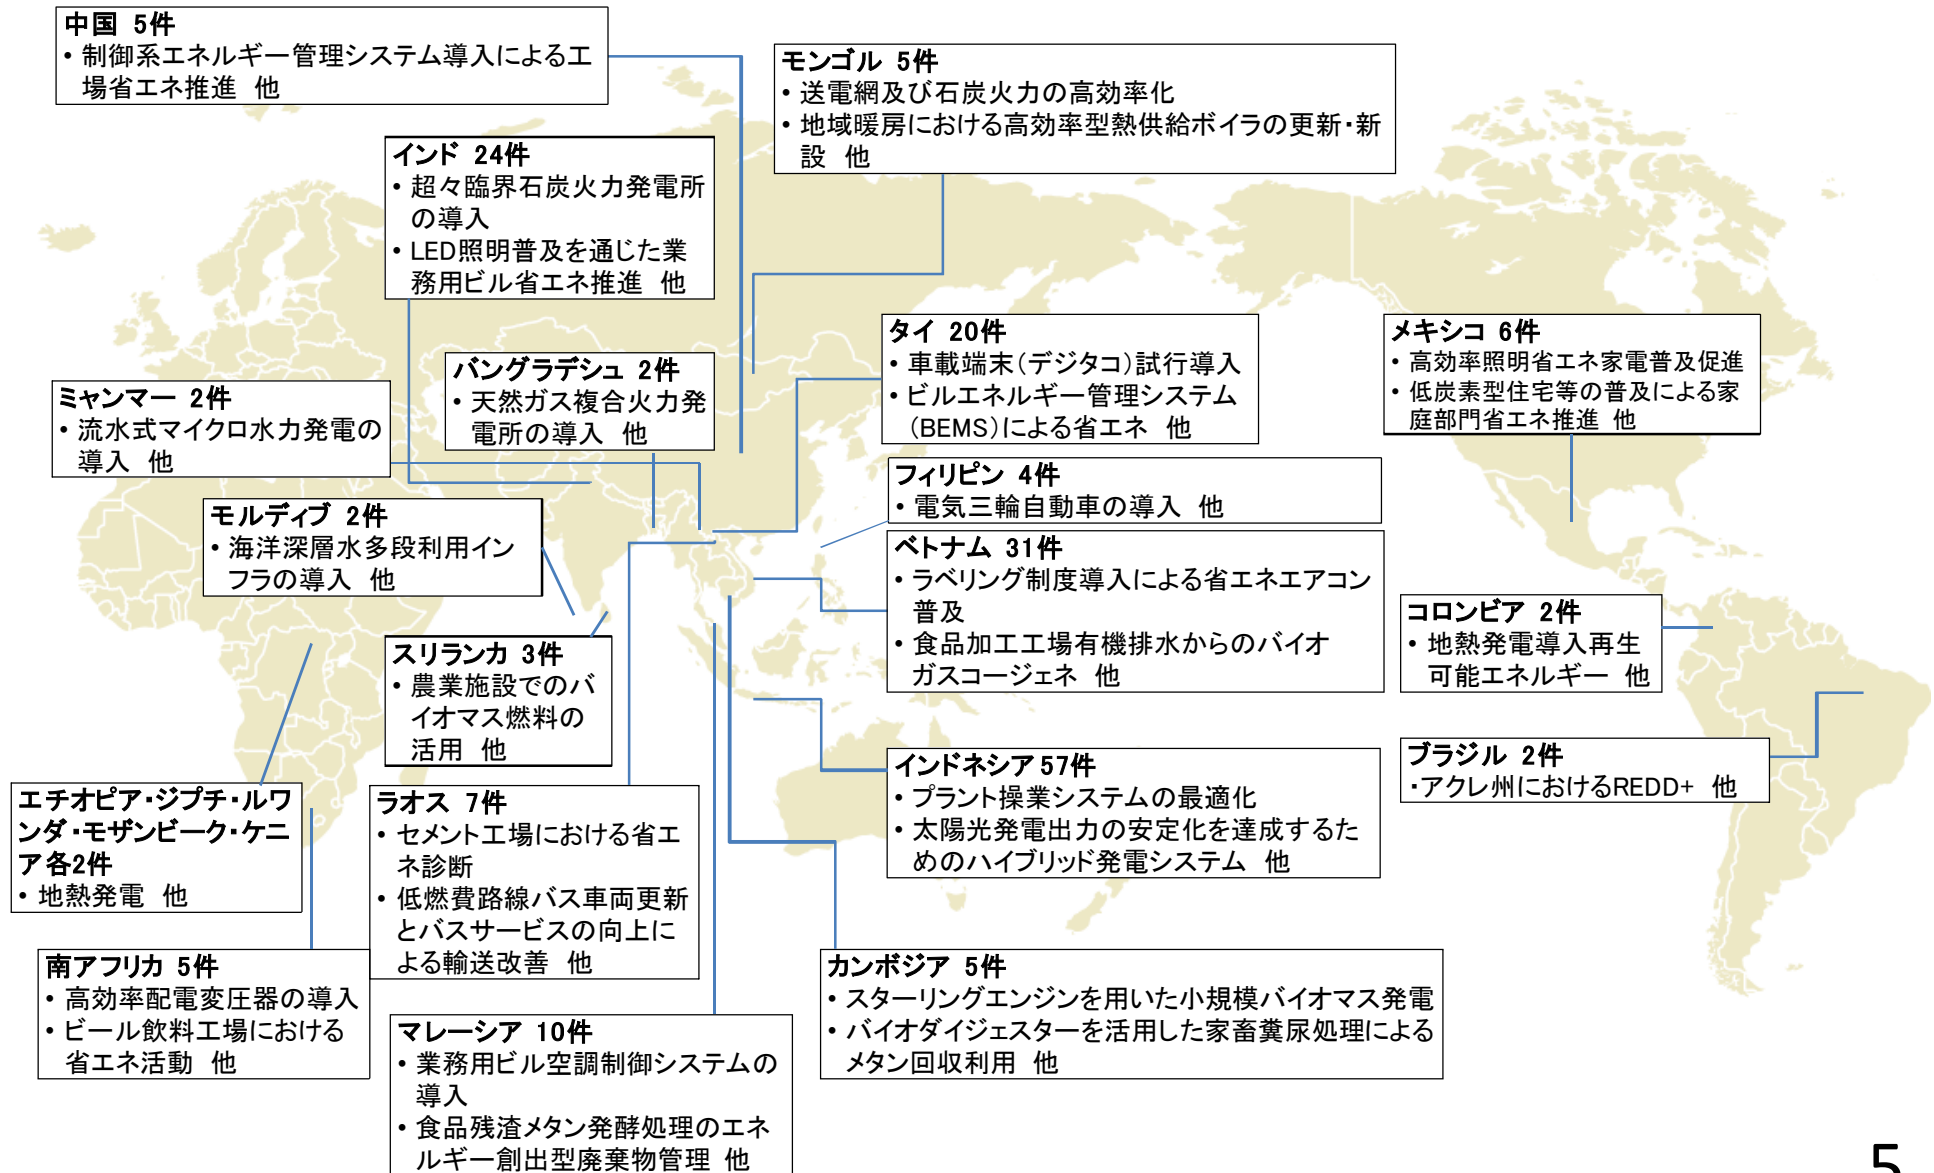 中国 5件
• 制御系エネルギー管理システム導入による工
場省エネ推進 他
モンゴル 5件
• 送電網及び石炭火力の高効率化
• 地域暖房における高効率型熱供給ボイラの更新・新
設 他
インド 24件
• 超々臨界石炭火力発電所
の導入
• LED照明普及を通じた業
務用ビル省エネ推進 他
タイ 20件
• 車載端末（デジタコ）試行導入
• ビルエネルギー管理システム
（BEMS）による省エネ 他
メキシコ 6件
• 高効率照明省エネ家電普及促進
• 低炭素型住宅等の普及による家
庭部門省エネ推進 他
バングラデシュ 2件
• 天然ガス複合火力発
電所の導入 他
ミャンマー 2件
• 流水式マイクロ水力発電の
導入 他
フィリピン 4件
• 電気三輪自動車の導入 他
モルディブ 2件
• 海洋深層水多段利用イン
フラの導入 他
ベトナム 31件
• ラベリング制度導入による省エネエアコン
普及
• 食品加工工場有機排水からのバイオ
ガスコージェネ 他
コロンビア 2件
• 地熱発電導入再生
可能エネルギー 他
スリランカ 3件
• 農業施設でのバ
イオマス燃料の
活用 他
ブラジル 2件
・アクレ州におけるREDD+ 他
インドネシア 57件
• プラント操業システムの最適化
• 太陽光発電出力の安定化を達成するた
めのハイブリッド発電システム 他
エチオピア・ジプチ・ルワ
ンダ・モザンビーク・ケニ
ア各2件
• 地熱発電 他
ラオス 7件
• セメント工場における省エ
ネ診断
• 低燃費路線バス車両更新
とバスサービスの向上に
よる輸送改善 他
南アフリカ 5件
• 高効率配電変圧器の導入
• ビール飲料工場における
省エネ活動 他
カンボジア 5件
• スターリングエンジンを用いた小規模バイオマス発電
• バイオダイジェスターを活用した家畜糞尿処理による
メタン回収利用 他
マレーシア 10件
• 業務用ビル空調制御システムの
導入
• 食品残渣メタン発酵処理のエネ
ルギー創出型廃棄物管理 他
5